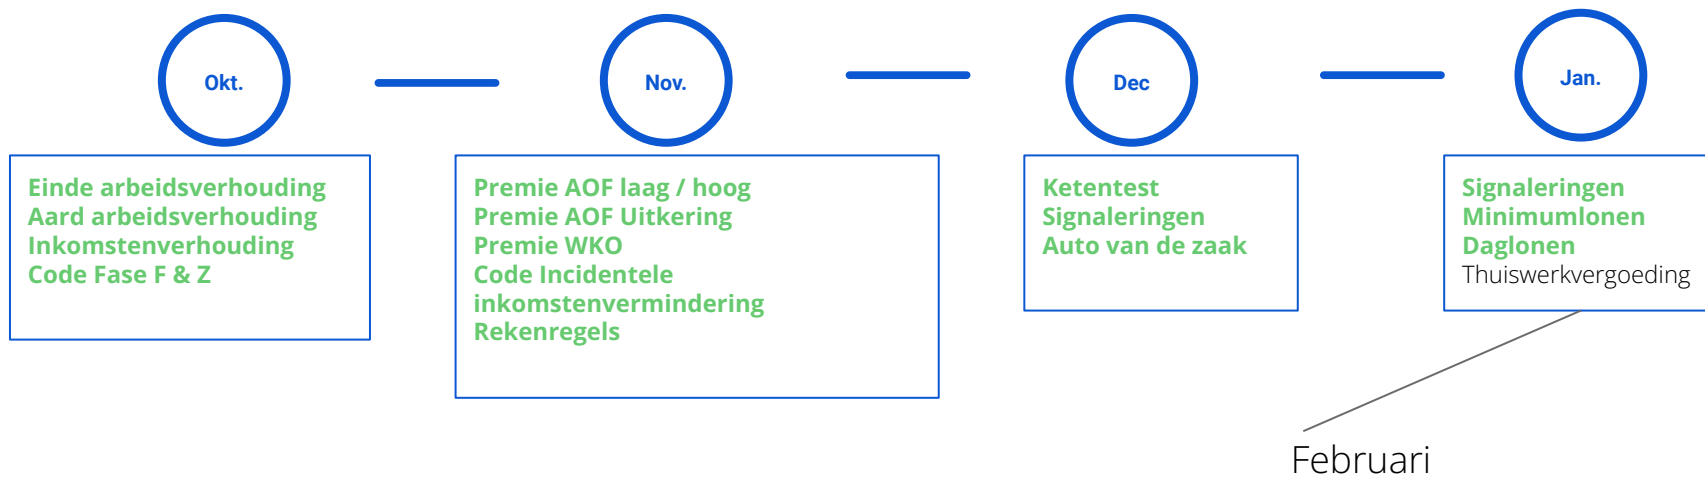 Okt.
Nov.
Dec
Jan.
Einde arbeidsverhouding
Aard arbeidsverhouding
Inkomstenverhouding
Code Fase F & Z
Premie AOF laag / hoog
Premie AOF Uitkering
Premie WKO
Code Incidentele
inkomstenvermindering
Rekenregels
Ketentest
Signaleringen
Auto van de zaak
Signaleringen
Minimumlonen
Daglonen
Thuiswerkvergoeding
Februari